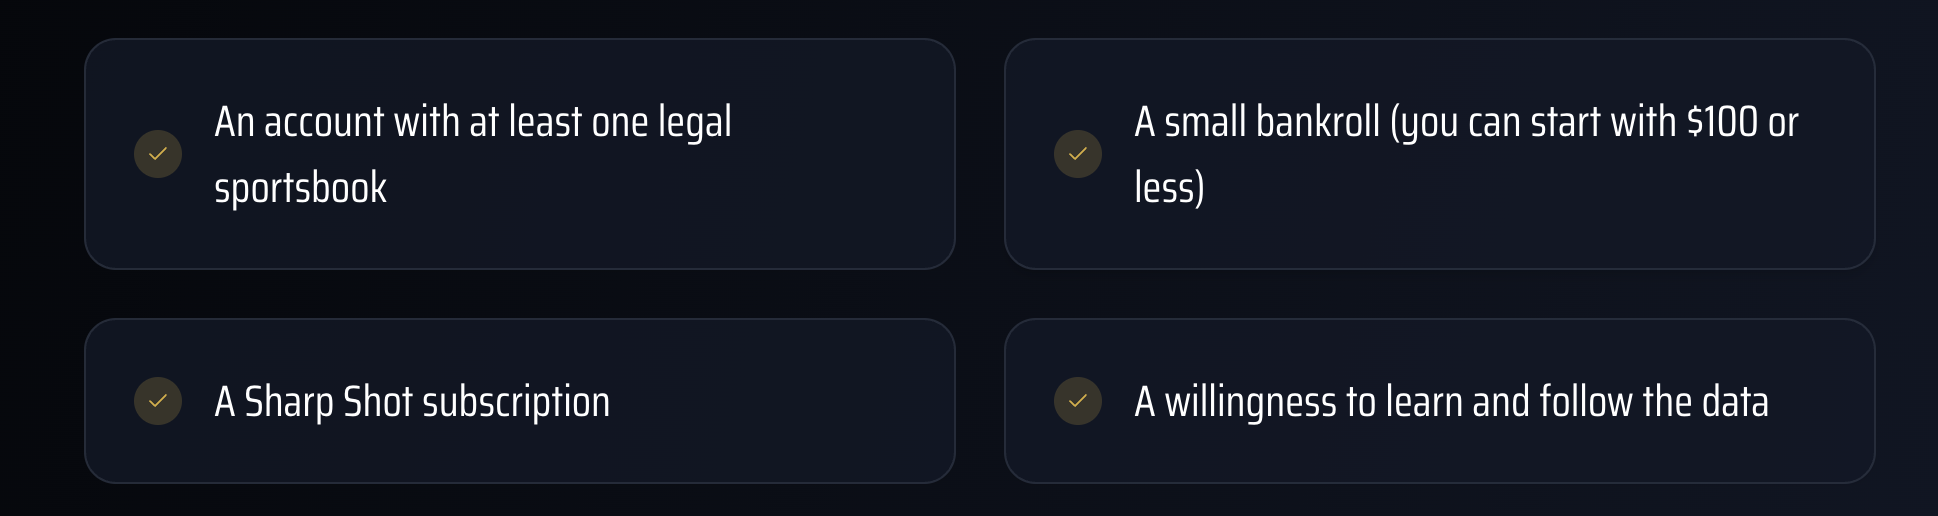 An account with at least one legal
sportsbook
A small bankroll (you can start with $100 or
less)
A Sharp Shot subscription
A willingness to learn and follow the data